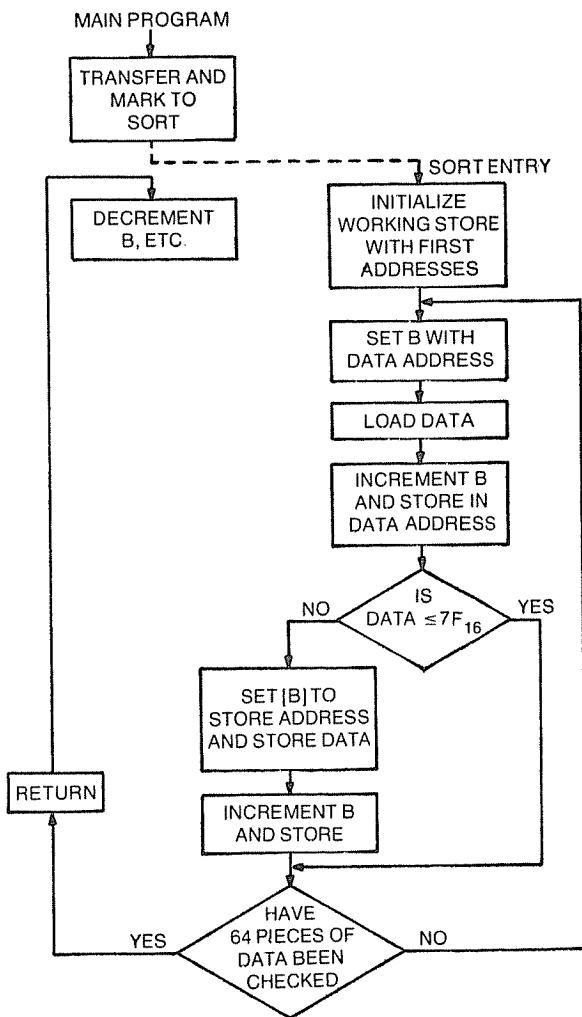 MAIN PROGRAM
TRANSFER AND
MARK TO
SORT
SORT ENTRY
DECREMENT
B, ETC.
INITIALIZE
WORKING STORE
WITH FIRST
ADDRESSES
SET B WITH
DATA ADDRESS
LOAD DATA
INCREMENT B
AND STORE IN
DATA ADDRESS
IS
DATA ≤7F₁₆
NO
YES
SET [B] TO
STORE ADDRESS
AND STORE DATA
RETURN
INCREMENT B
AND STORE
HAVE
64 PIECES OF
DATA BEEN
CHECKED
YES
NO